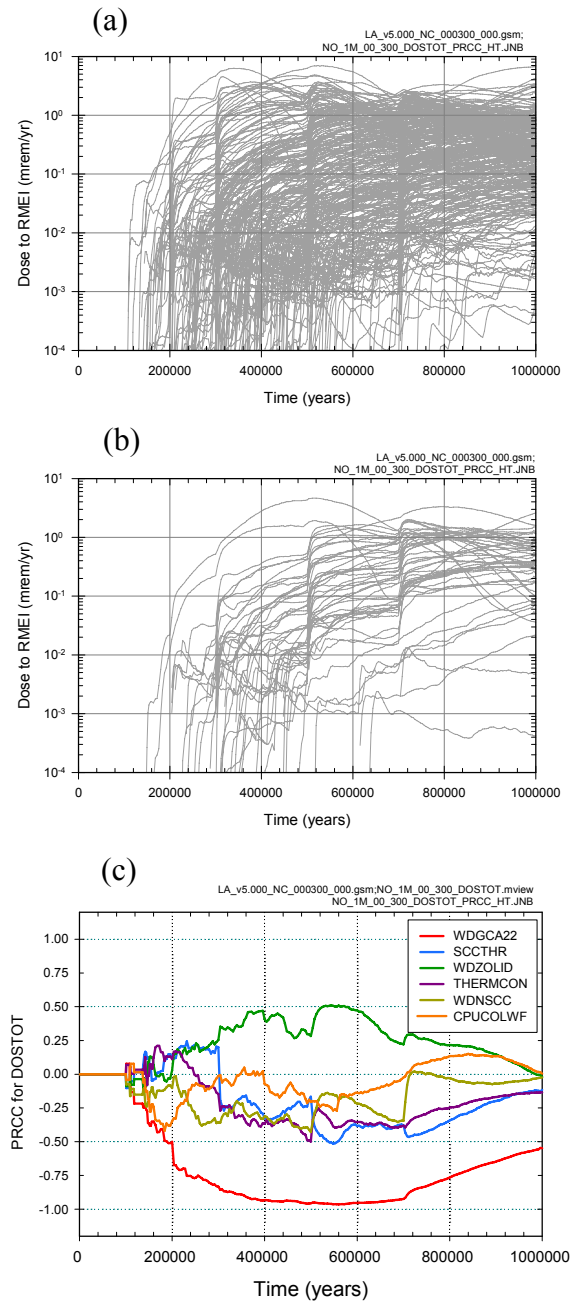 (a)
LA_v5.000_NC_000300_000.gsm;
NO_1M_00_300_DOSTOT_PRCC_HT.JNB
Dose to RMEI (mrem/yr)
10^1
10^0
10^-1
10^-2
10^-3
10^-4
0 200000 400000 600000 800000 1000000
Time (years)
(b)
LA_v5.000_NC_000300_000.gsm;
NO_1M_00_300_DOSTOT_PRCC_HT.JNB
Dose to RMEI (mrem/yr)
10^1
10^0
10^-1
10^-2
10^-3
10^-4
0 200000 400000 600000 800000 1000000
Time (years)
(c)
LA_v5.000_NC_000300_000.gsm;NO_1M_00_300_DOSTOT.mview
NO_1M_00_300_DOSTOT_PRCC_HT.JNB
PRCC for DOSTOT
1.00
0.75
0.50
0.25
0.00
-0.25
-0.50
-0.75
-1.00
WDGCA22
SCCTHR
WDZOLID
THERMCON
WDNSCC
CPUCOLWF
0 200000 400000 600000 800000 1000000
Time (years)